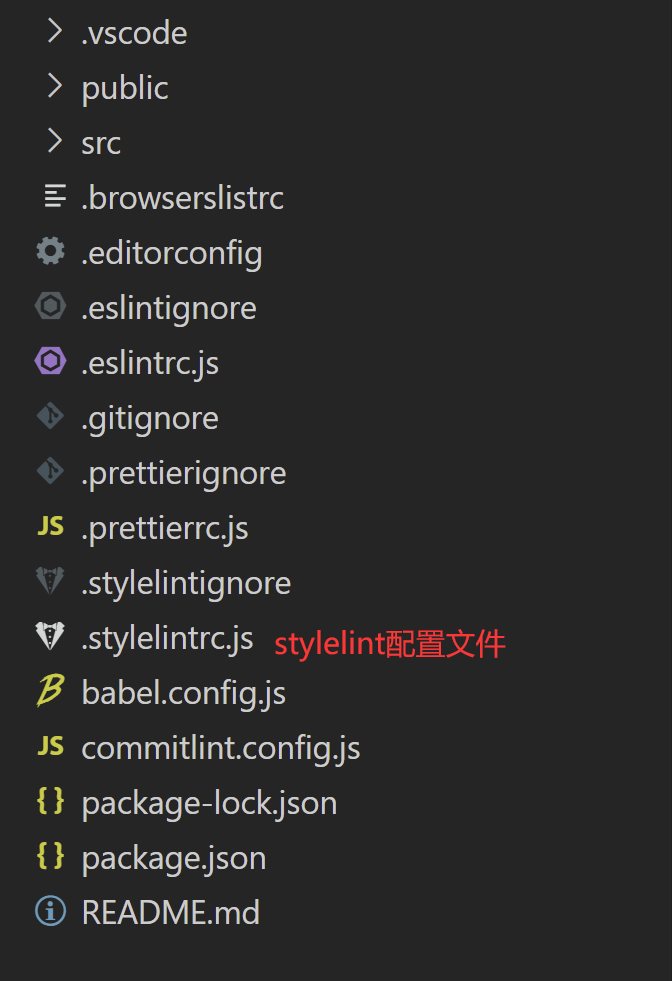 .vscode
public
src
.browserslistrc
.editorconfig
.eslintignore
.eslintrc.js
.gitignore
.prettierignore
JS .prettierrc.js
.stylelintignore
.stylelintrc.js stylelint配置文件
babel.config.js
JS commitlint.config.js
{} package-lock.json
{} package.json
README.md